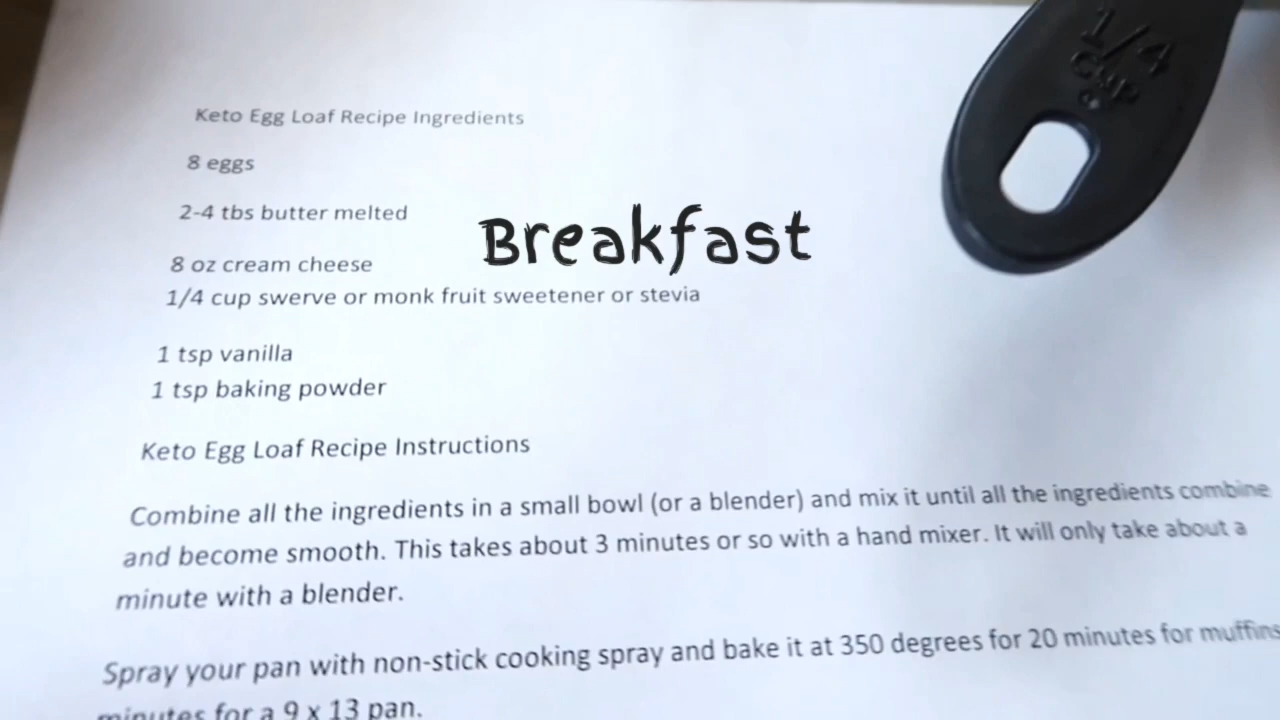 Keto Egg Loaf Recipe Ingredients
8 eggs
2-4 tbs butter melted
Breakfast
8 oz cream cheese
1/4 cup swerve or monk fruit sweetener or stevia
1 tsp vanilla
1 tsp baking powder
Keto Egg Loaf Recipe Instructions
Combine all the ingredients in a small bowl (or a blender) and mix it until all the ingredients combine
and become smooth. This takes about 3 minutes or so with a hand mixer. It will only take about a
minute with a blender.
Spray your pan with non-stick cooking spray and bake it at 350 degrees for 20 minutes for muffins
minutes for a 9 x 13 pan.
1/4
CUP